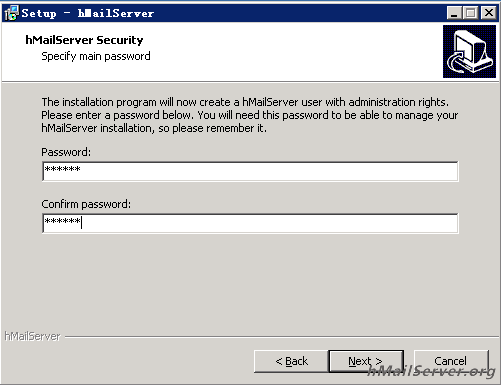 Setup - hMailServer
hMailServer Security
Specify main password
The installation program will now create a hMailServer user with administration rights.
Please enter a password below. You will need this password to be able to manage your
hMailServer installation, so please remember it.
Password:
******
Confirm password:
******
hMailServer
< Back
Next >
Cancel
hMailServer.org